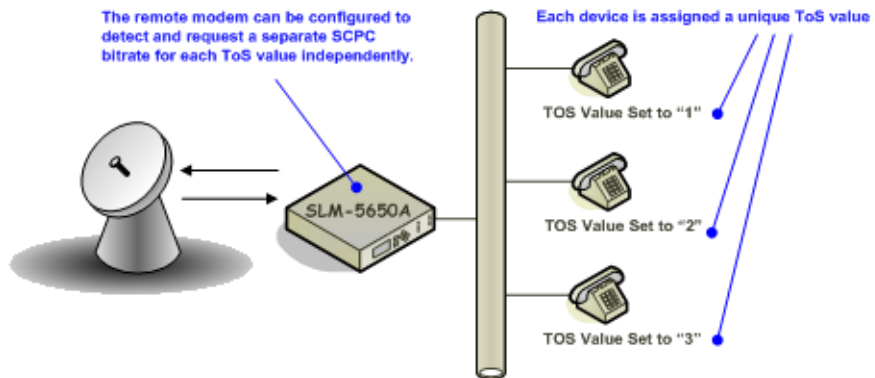 The remote modem can be configured to
detect and request a separate SCPC
bitrate for each ToS value independently.
Each device is assigned a unique ToS value
TOS Value Set to “1”
SLM-5650A
TOS Value Set to “2”
TOS Value Set to “3”